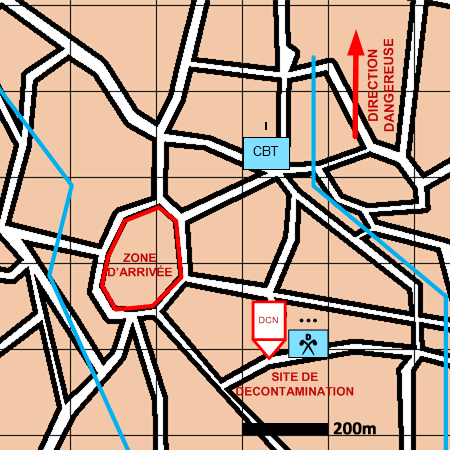 DIRECTION
DANGEREUSE
CBT
ZONE
D'ARRIVÉE
DCN
SITE DE
DECONTAMINATION
200m